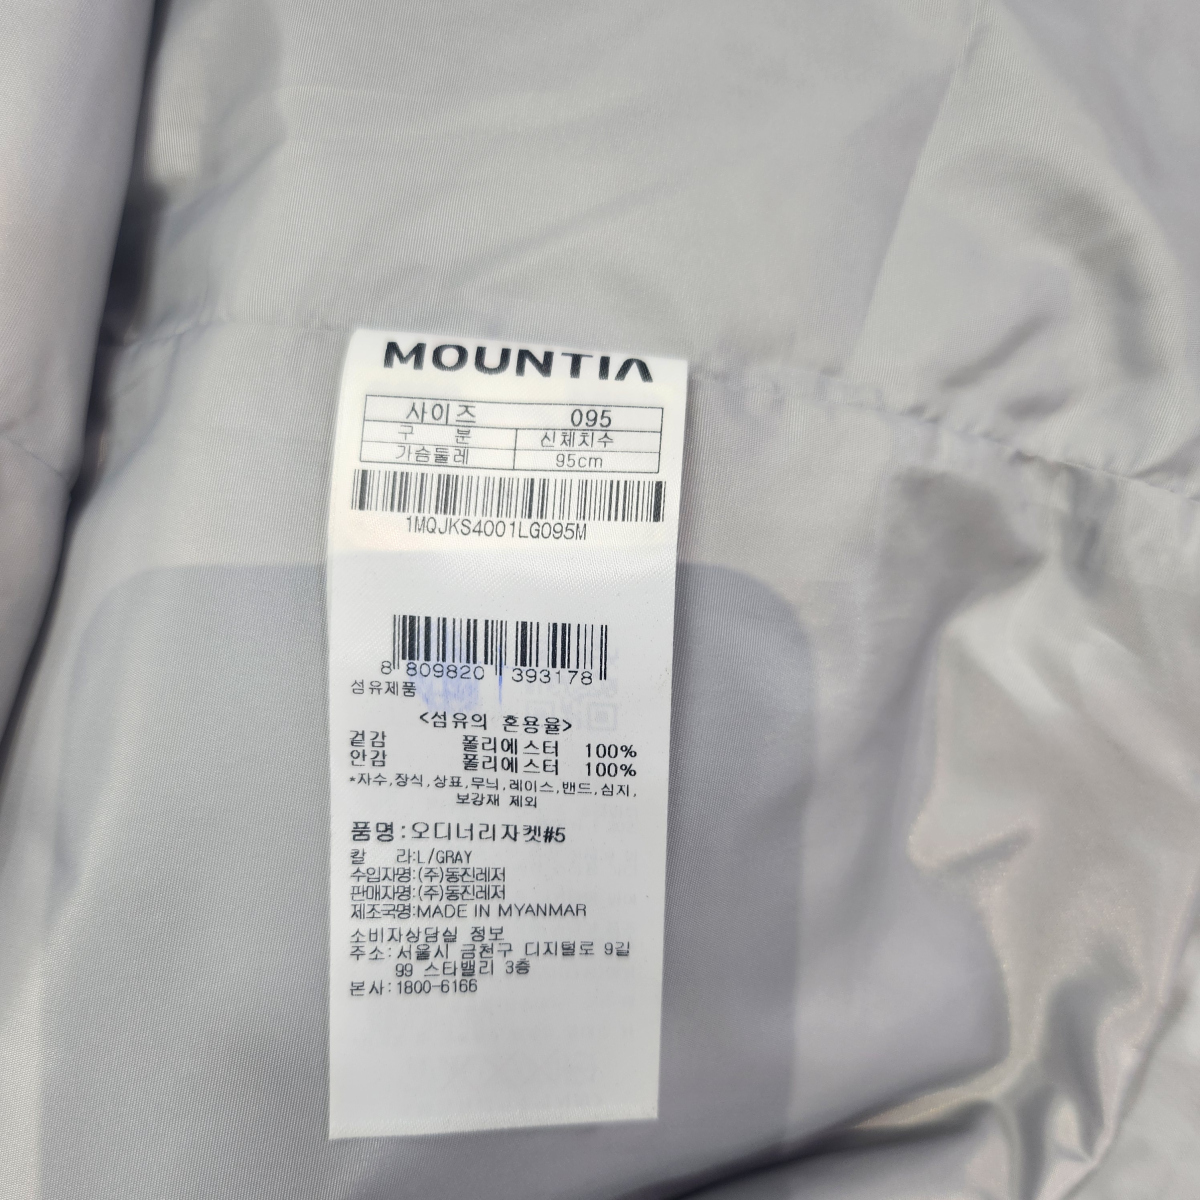 MOUNTIA
사이즈 095
구 분 신체치수
가슴둘레 95cm
1MQJKS4001LG095M
8 809820 393178
섬유제품
<섬유의 혼용율>
겉감 폴리에스터 100%
안감 폴리에스터 100%
*자수,장식,상표,무늬,레이스,밴드,심지,
보강재 제외
품명:오디너리자켓#5
칼 라:L/GRAY
수입자명:(주)동진레저
판매자명:(주)동진레저
제조국명:MADE IN MYANMAR
소비자상담실 정보
주소:서울시 금천구 디지털로 9길
99 스타밸리 3층
본사:1800-6166